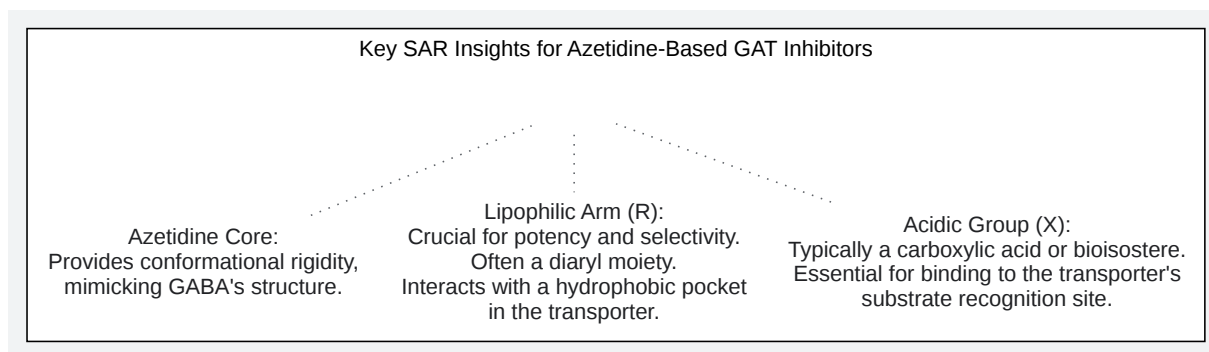 Key SAR Insights for Azetidine-Based GAT Inhibitors
Azetidine Core:
Provides conformational rigidity,
mimicking GABA's structure.
Lipophilic Arm (R):
Crucial for potency and selectivity.
Often a diaryl moiety.
Interacts with a hydrophobic pocket
in the transporter.
Acidic Group (X):
Typically a carboxylic acid or bioisostere.
Essential for binding to the transporter's
substrate recognition site.